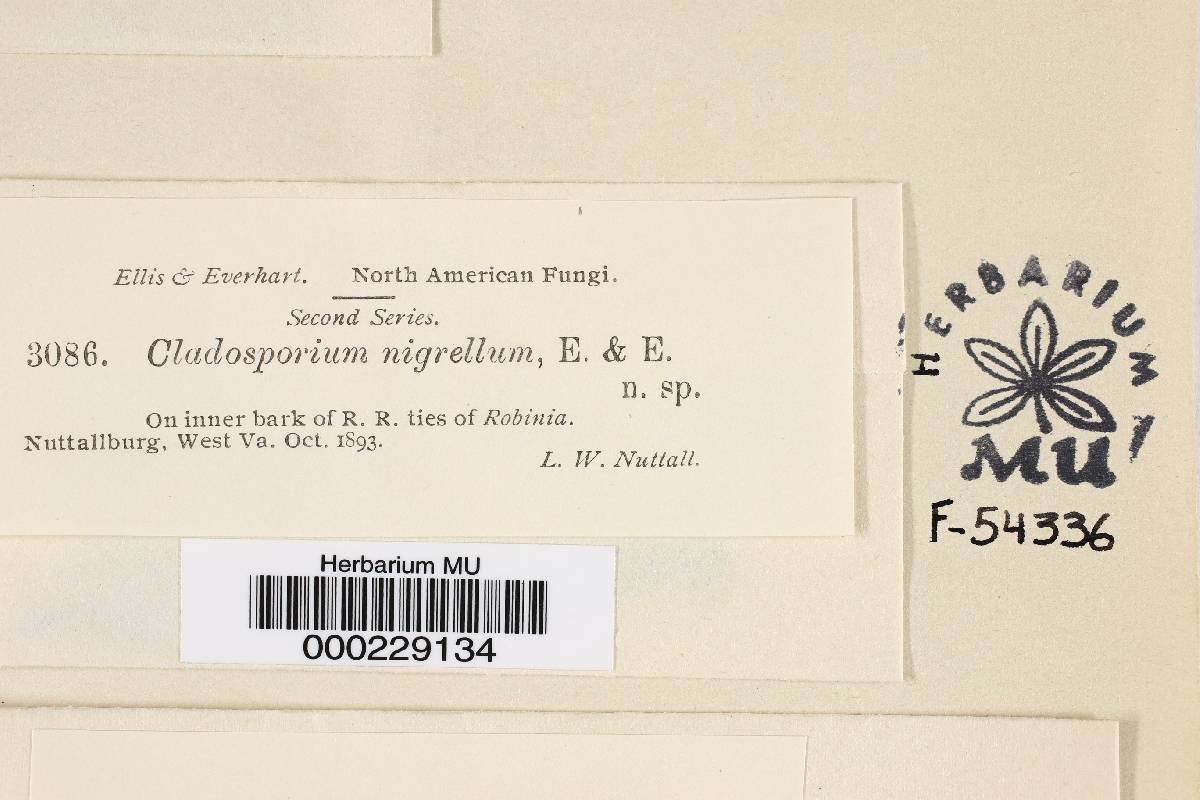 Ellis & Everhart. North American Fungi.
Second Series.
3086. Cladosporium nigrellum, E. & E.
n. sp.
On inner bark of R. R. ties of Robinia.
Nuttallburg, West Va. Oct. 1893.
L. W. Nuttall.
Herbarium MU
000229134
HERBARIUM
MU
F-54336